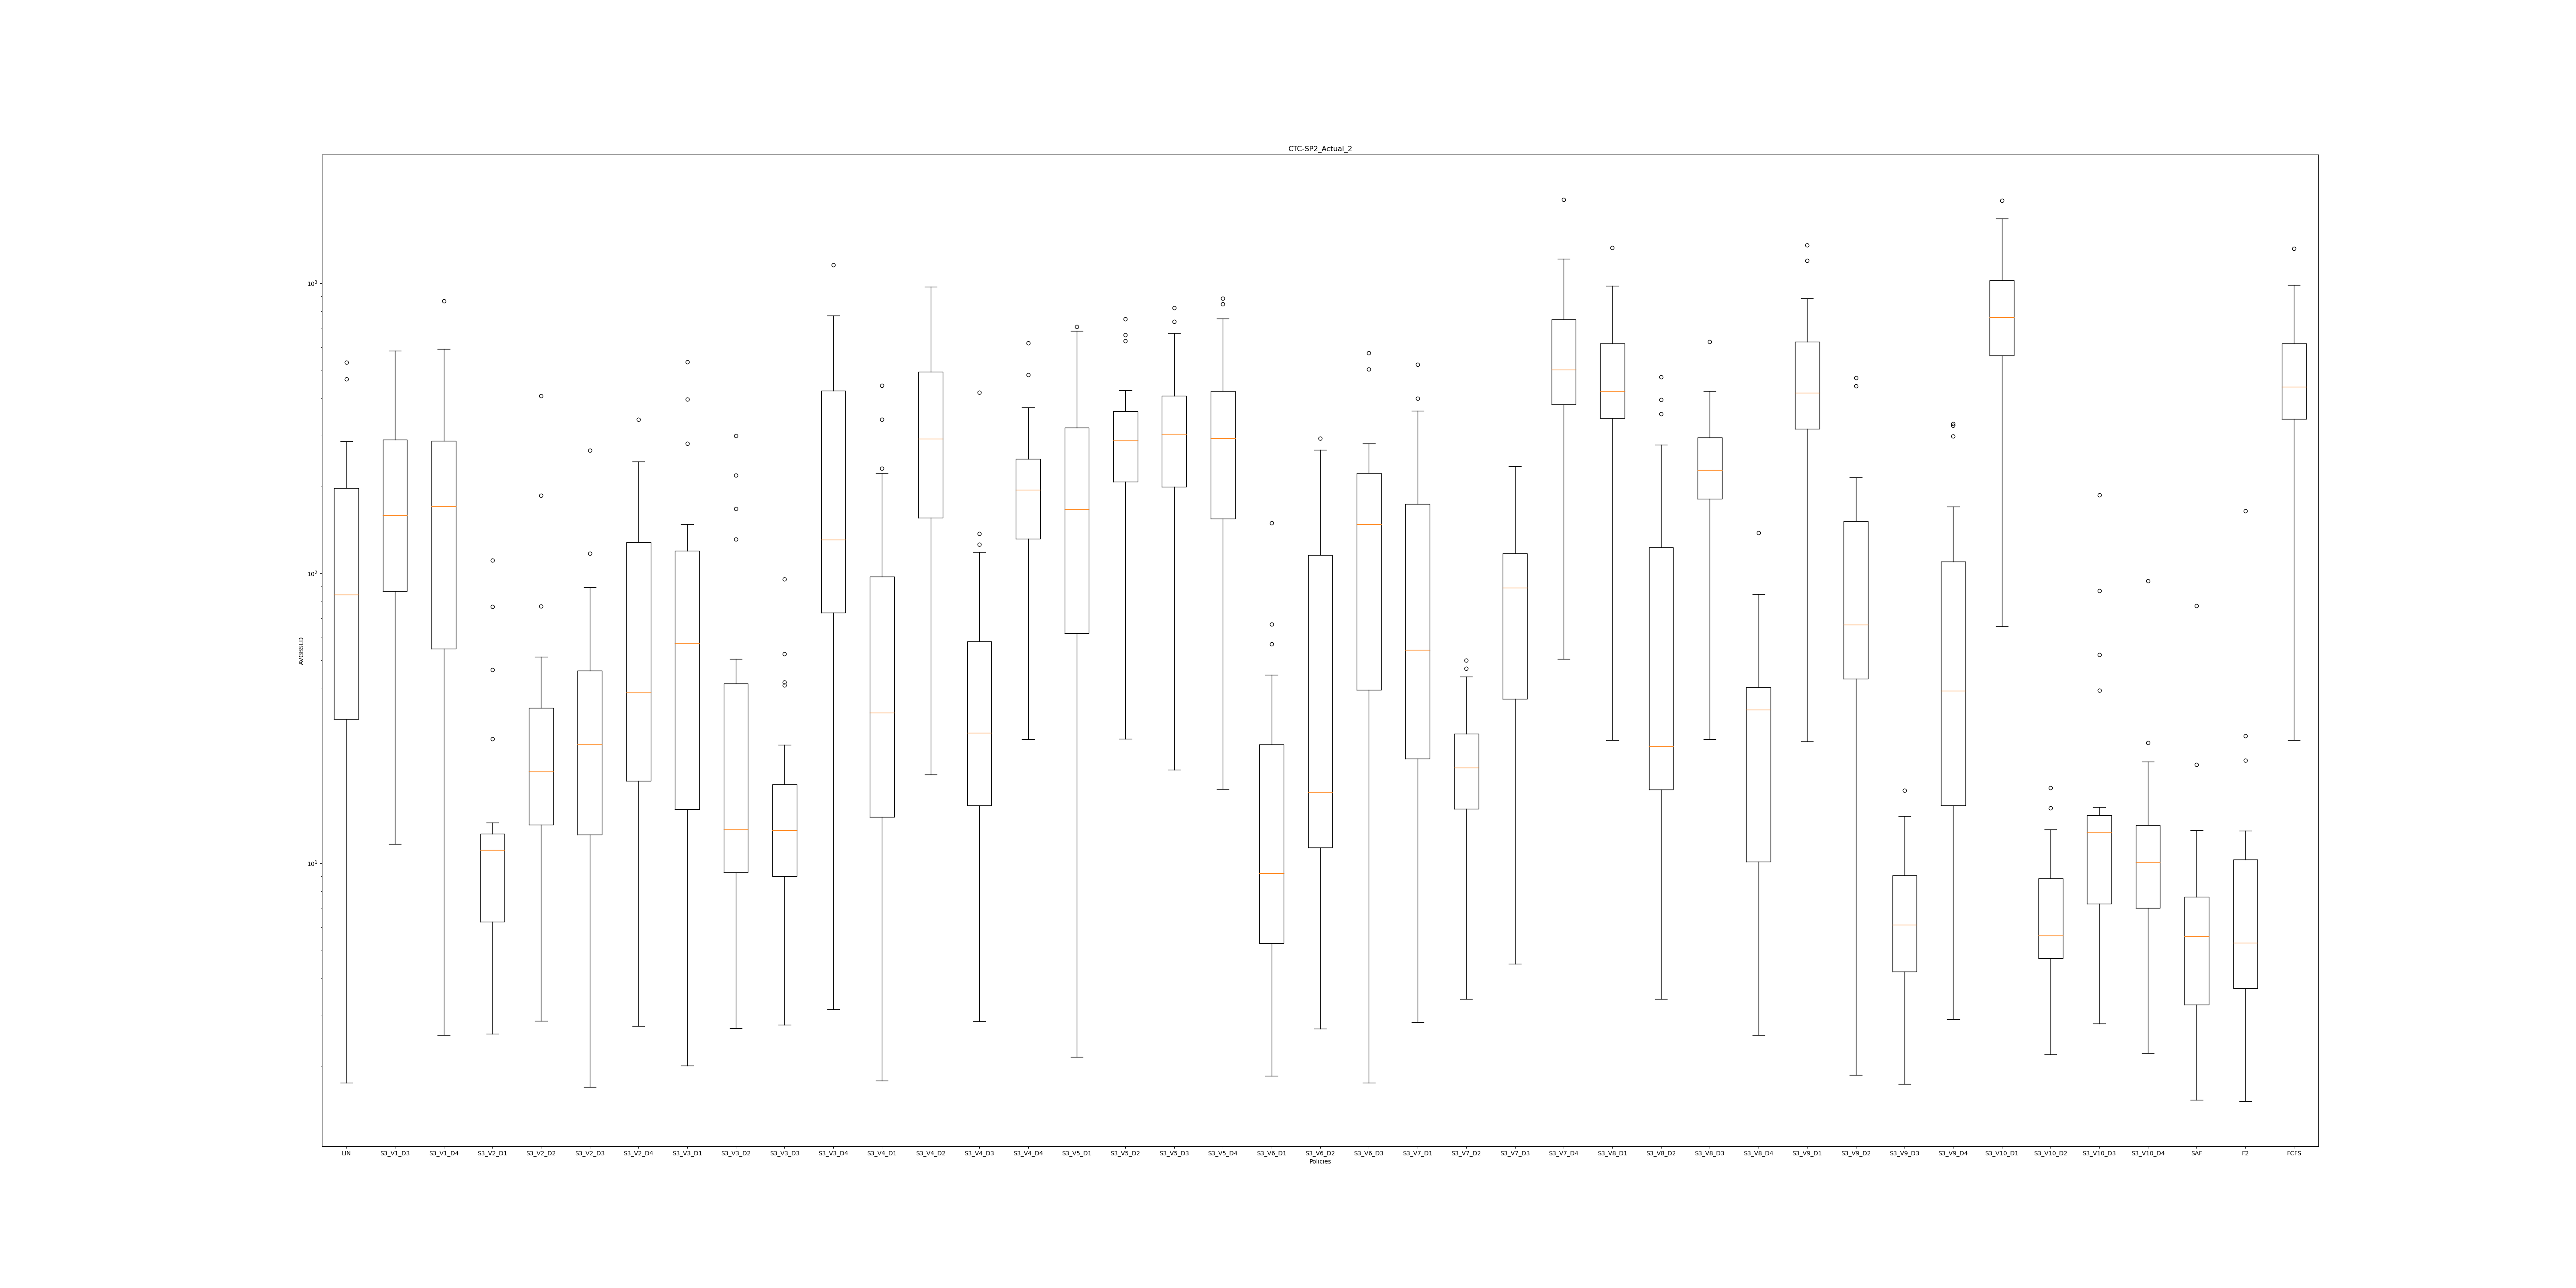 CTC-SP2_Actual_2
10³
10²
10¹
AVGBSLD
LIN S3_V1_D3 S3_V1_D4 S3_V2_D1 S3_V2_D2 S3_V2_D3 S3_V2_D4 S3_V3_D1 S3_V3_D2 S3_V3_D3 S3_V3_D4 S3_V4_D1 S3_V4_D2 S3_V4_D3 S3_V4_D4 S3_V5_D1 S3_V5_D2 S3_V5_D3 S3_V5_D4 S3_V6_D1 S3_V6_D2 S3_V6_D3 S3_V7_D1 S3_V7_D2 S3_V7_D3 S3_V7_D4 S3_V8_D1 S3_V8_D2 S3_V8_D3 S3_V8_D4 S3_V9_D1 S3_V9_D2 S3_V9_D3 S3_V9_D4 S3_V10_D1 S3_V10_D2 S3_V10_D3 S3_V10_D4 SAF F2 FCFS
Policies